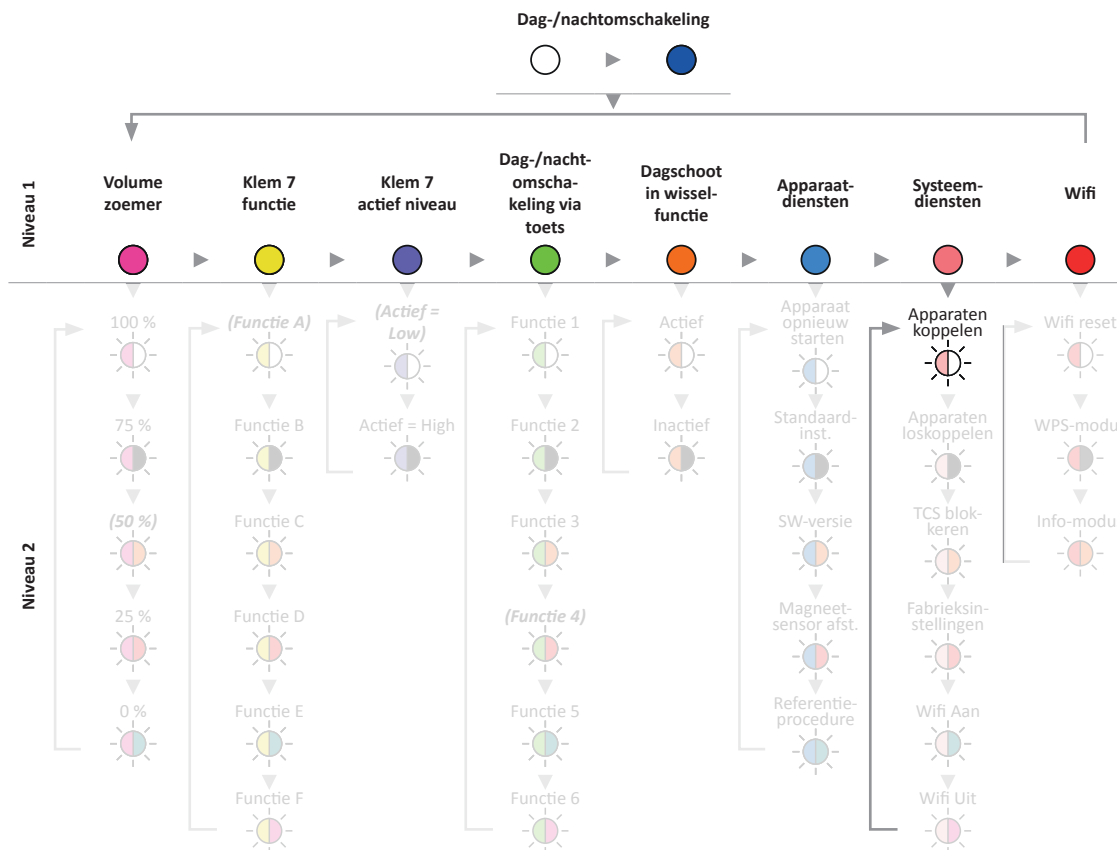 Dag-/nachtomschakeling
Niveau 1
Volume
zoemer
Klem 7
functie
Klem 7
actief niveau
Dag-/nacht-
omscha-
keling via
toets
Dagschoot
in wissel-
functie
Apparaat-
diensten
Systeem-
diensten
Wifi
Niveau 2
100 %
75 %
(50 %)
25 %
0 %
(Functie A)
Functie B
Functie C
Functie D
Functie E
Functie F
(Actief =
Low)
Actief = High
Functie 1
Functie 2
Functie 3
(Functie 4)
Functie 5
Functie 6
Actief
Inactief
Apparaat
opnieuw
starten
Standaard-
inst.
SW-versie
Magneet-
sensor afst.
Referentie-
procedure
Apparaten
koppelen
Apparaten
loskoppelen
TCS blok-
keren
Fabrieksin-
stellingen
Wifi Aan
Wifi Uit
Wifi reset
WPS-modu
Info-modu